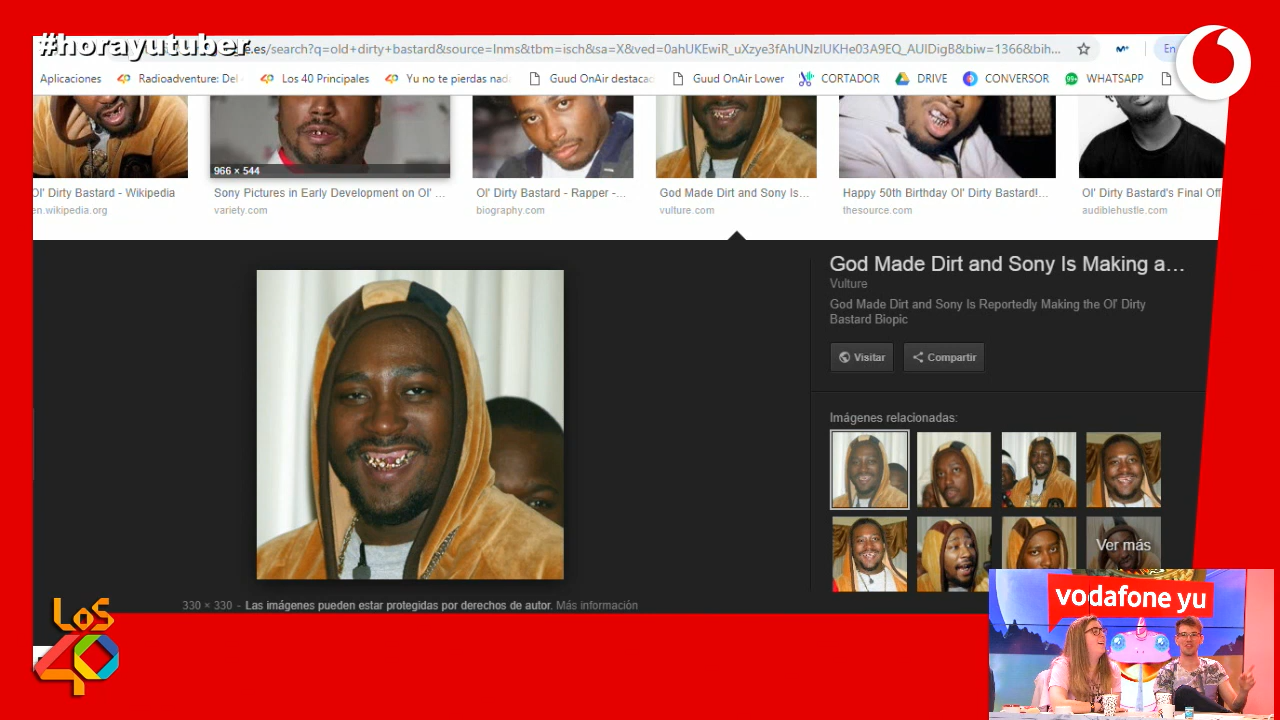 #horayutuber
.es/search?q=old+dirty+bastard&source=lnms&tbm=isch&sa=X&ved=0ahUKEwiR_uXzye3fAhUNzIUKHe03A9EQ_AUIDigB&biw=1366&bih...
En
Aplicaciones
Radioadventure: Del
Los 40 Principales
Yu no te pierdas nad
Guud OnAir destacad
Guud OnAir Lower
CORTADOR
DRIVE
CONVERSOR
WHATSAPP
966 × 544
Ol' Dirty Bastard - Wikipedia
en.wikipedia.org
Sony Pictures in Early Development on Ol' ...
variety.com
Ol' Dirty Bastard - Rapper -...
biography.com
God Made Dirt and Sony Is...
vulture.com
Happy 50th Birthday Ol' Dirty Bastard!...
thesource.com
Ol' Dirty Bastard's Final Off
audiblehustle.com
God Made Dirt and Sony Is Making a...
Vulture
God Made Dirt and Sony Is Reportedly Making the Ol' Dirty
Bastard Biopic
Visitar
Compartir
Imágenes relacionadas:
Ver más
330 × 330 - Las imágenes pueden estar protegidas por derechos de autor. Más información
LOS
40
vodafone yu